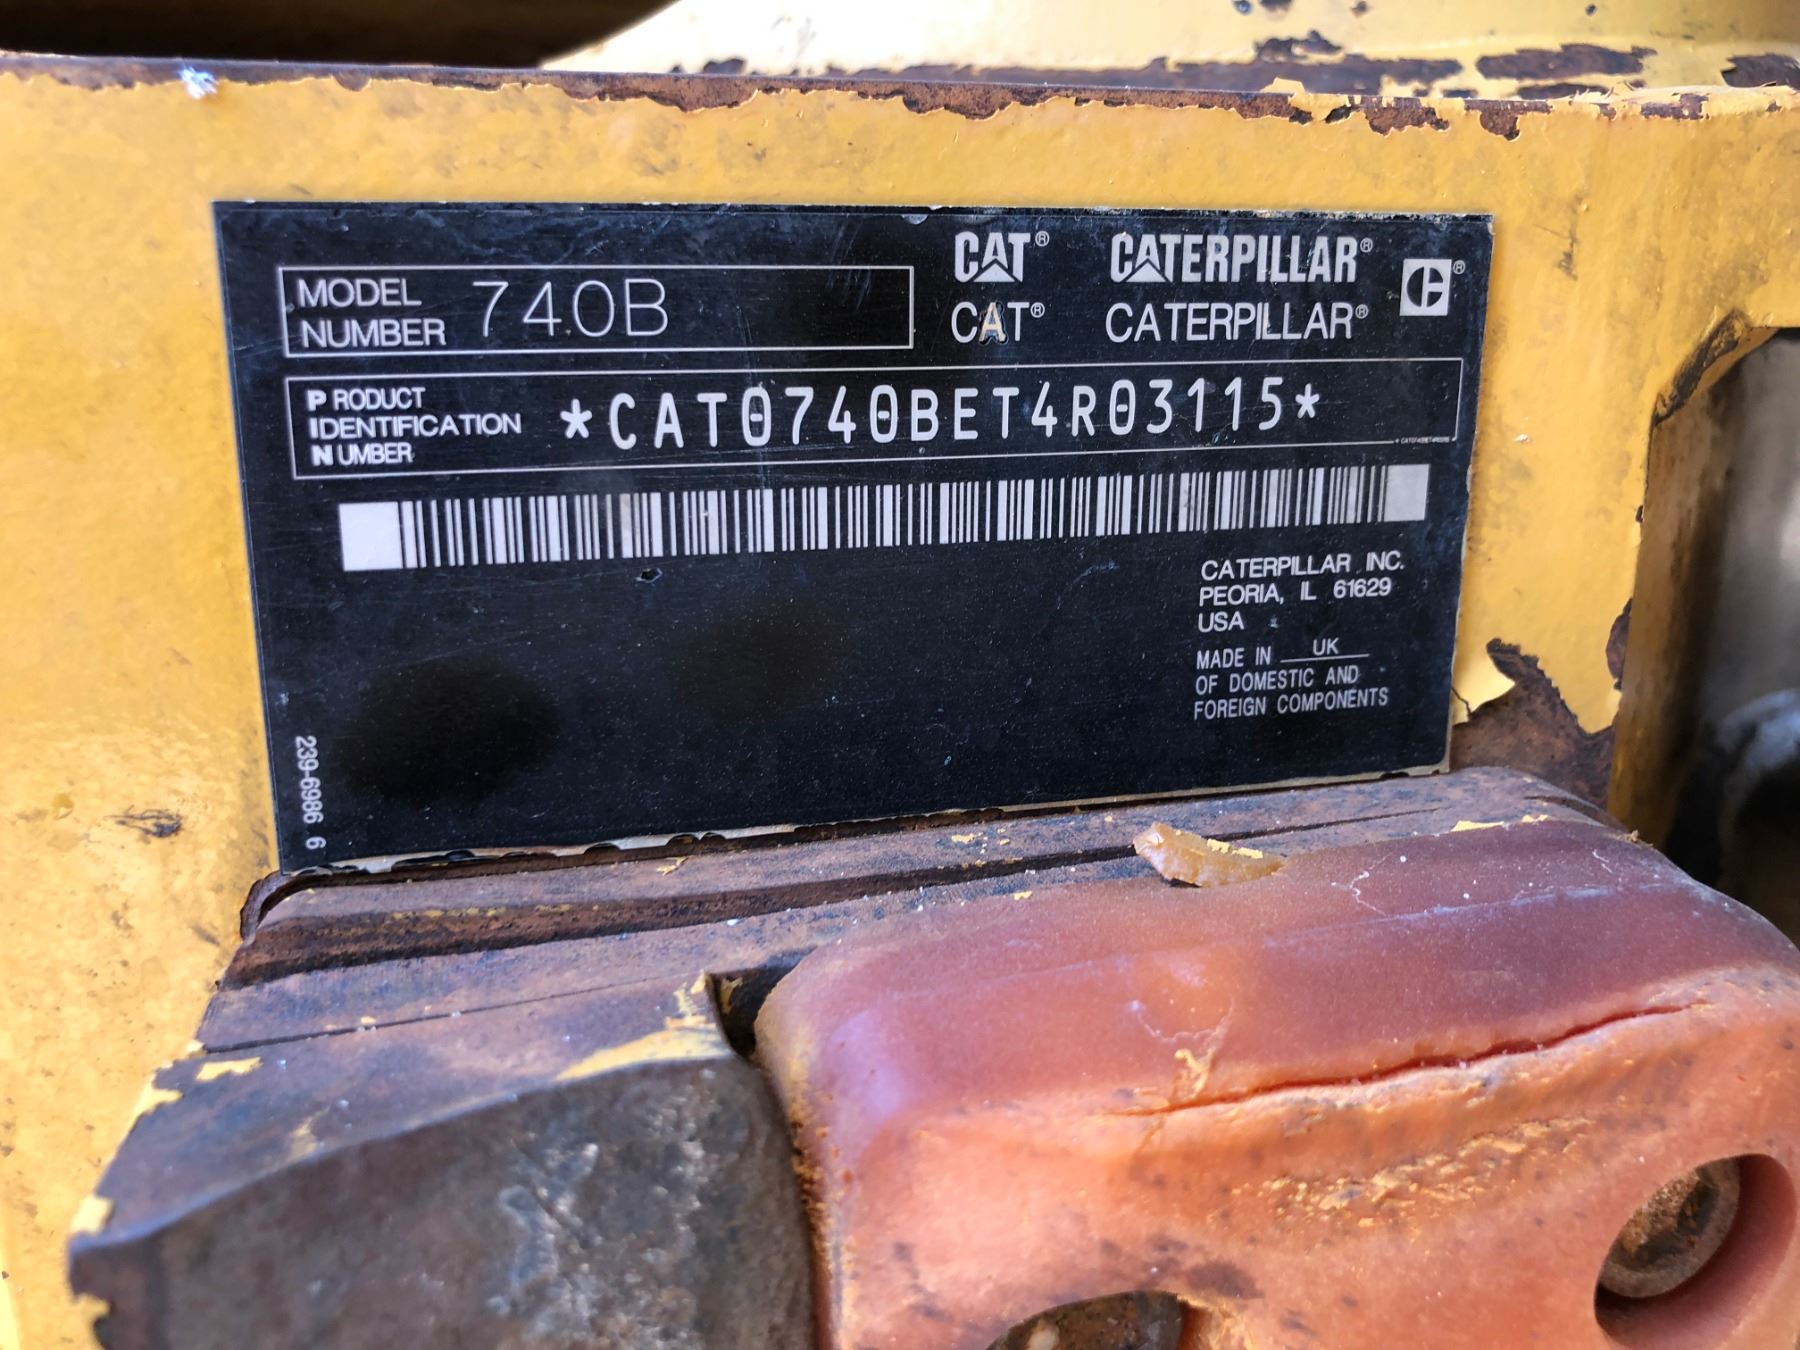 MODEL
NUMBER 740B
CAT® CATERPILLAR®
CAT® CATERPILLAR®
PRODUCT
IDENTIFICATION
NUMBER
*CAT0740BET4R03115*
CATERPILLAR INC.
PEORIA, IL 61629
USA
MADE IN UK
OF DOMESTIC AND
FOREIGN COMPONENTS
239-6986 6